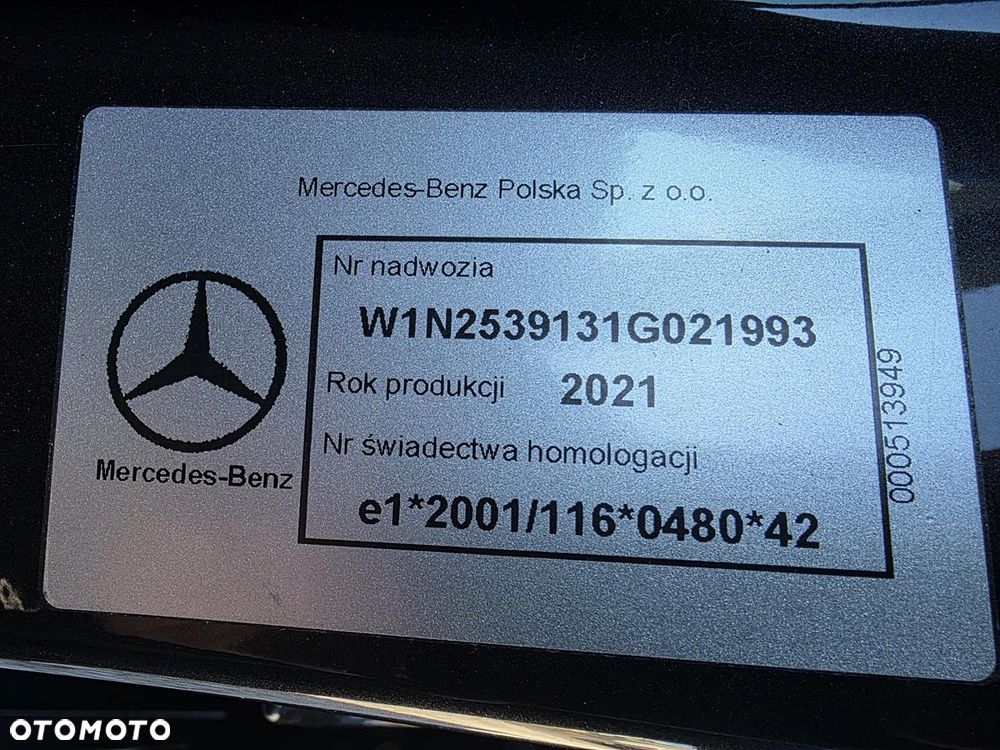 Mercedes-Benz Polska Sp. z o.o.
Nr nadwozia
W1N2539131G021993
Rok produkcji 2021
Nr świadectwa homologacji
e1*2001/116*0480*42
Mercedes-Benz
000513949
OTOMOTO